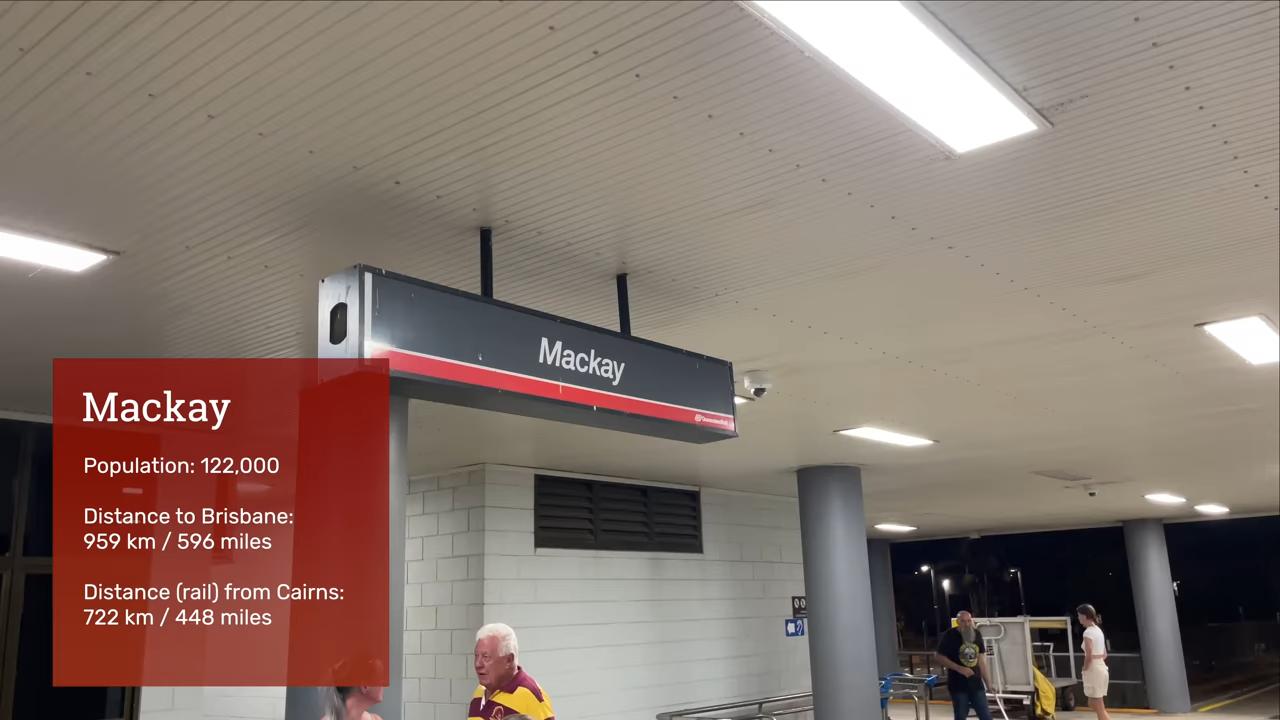 Mackay
Mackay
Population: 122,000
Distance to Brisbane:
959 km / 596 miles
Distance (rail) from Cairns:
722 km / 448 miles